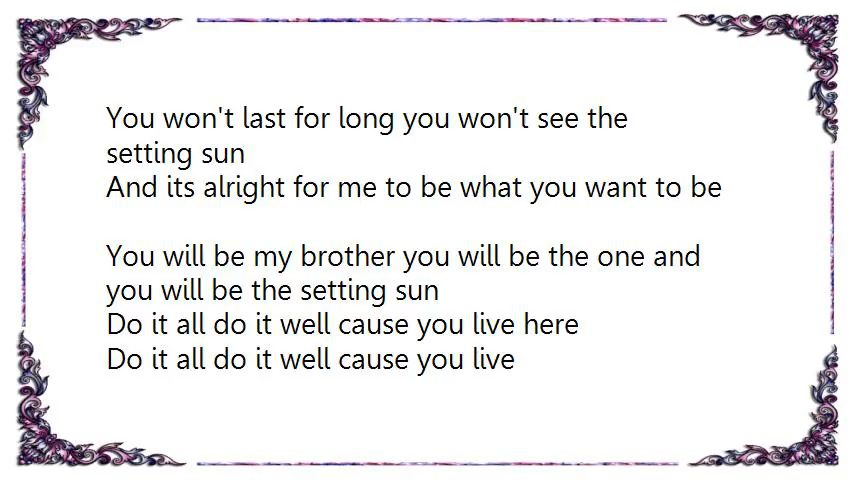 You won't last for long you won't see the
setting sun
And its alright for me to be what you want to be
You will be my brother you will be the one and
you will be the setting sun
Do it all do it well cause you live here
Do it all do it well cause you live